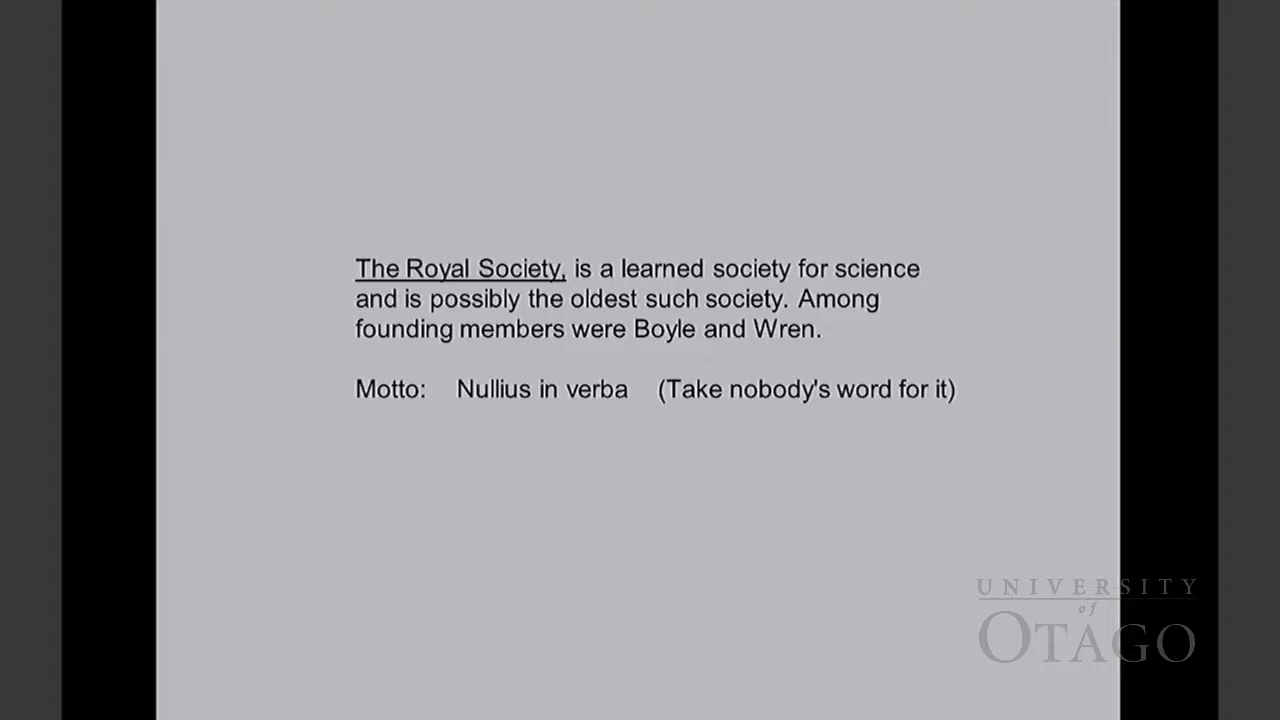 The Royal Society, is a learned society for science
and is possibly the oldest such society. Among
founding members were Boyle and Wren.
Motto: Nullius in verba (Take nobody's word for it)
UNIVERSITY
of
OTAGO